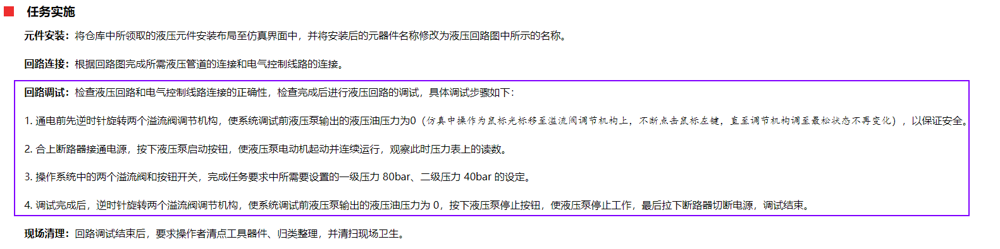 任务实施
元件安装：将仓库中所领取的液压元件安装布局至仿真界面中，并将安装后的元器件名称修改为液压回路图中所示的名称。
回路连接：根据回路图完成所需液压管道的连接和电气控制线路的连接。
回路调试：检查液压回路和电气控制线路连接的正确性，检查完成后进行液压回路的调试，具体调试步骤如下：
1. 通电前先逆时针旋转两个溢流阀调节机构，使系统调试前液压泵输出的液压油压力为0（仿真中操作为鼠标光标移至溢流阀调节机构上，不断点击鼠标左键，直至调节机构调至最松状态不再变化），以保证安全。
2. 合上断路器接通电源，按下液压泵启动按钮，使液压泵电动机起动并连续运行，观察此时压力表上的读数。
3. 操作系统中的两个溢流阀和按钮开关，完成任务要求中所需要设置的一级压力 80bar、二级压力 40bar 的设定。
4. 调试完成后，逆时针旋转两个溢流阀调节机构，使系统调试前液压泵输出的液压油压力为 0，按下液压泵停止按钮，使液压泵停止工作，最后拉下断路器切断电源，调试结束。
现场清理：回路调试结束后，要求操作者清点工具器件、归类整理，并清扫现场卫生。